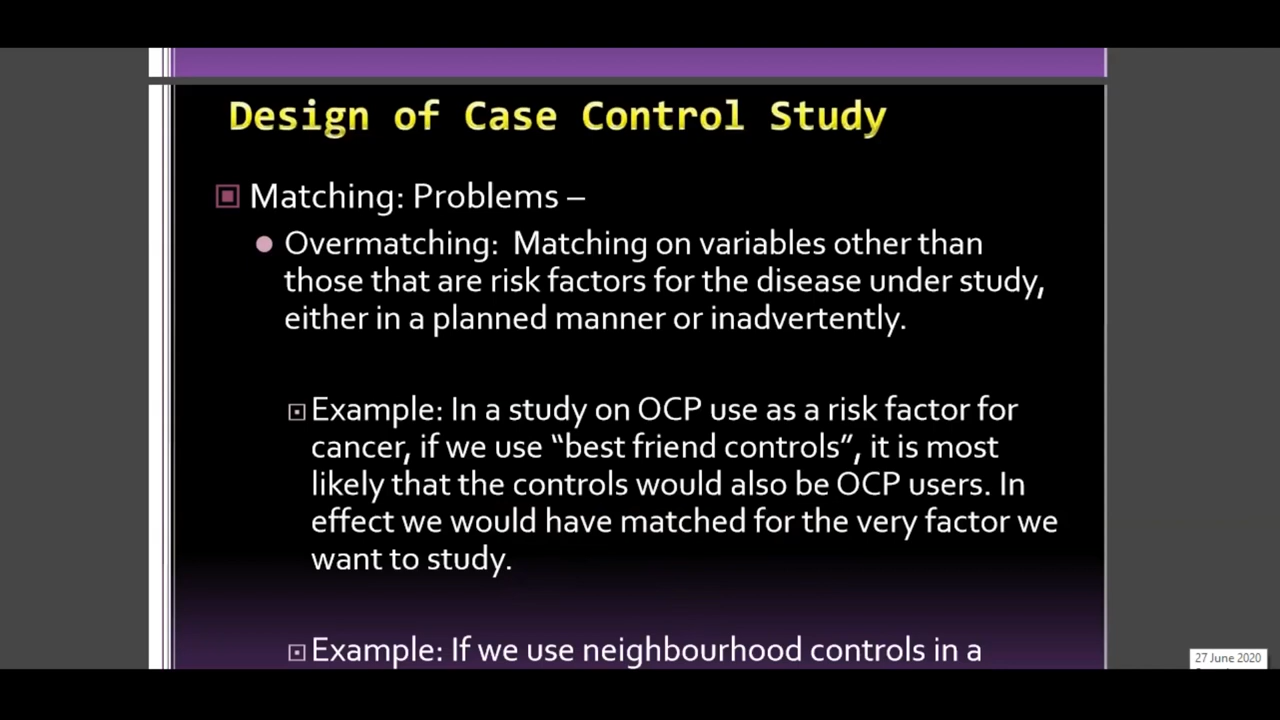 Design of Case Control Study
Matching: Problems –
Overmatching: Matching on variables other than
those that are risk factors for the disease under study,
either in a planned manner or inadvertently.
Example: In a study on OCP use as a risk factor for
cancer, if we use “best friend controls”, it is most
likely that the controls would also be OCP users. In
effect we would have matched for the very factor we
want to study.
Example: If we use neighbourhood controls in a
27 June 2020